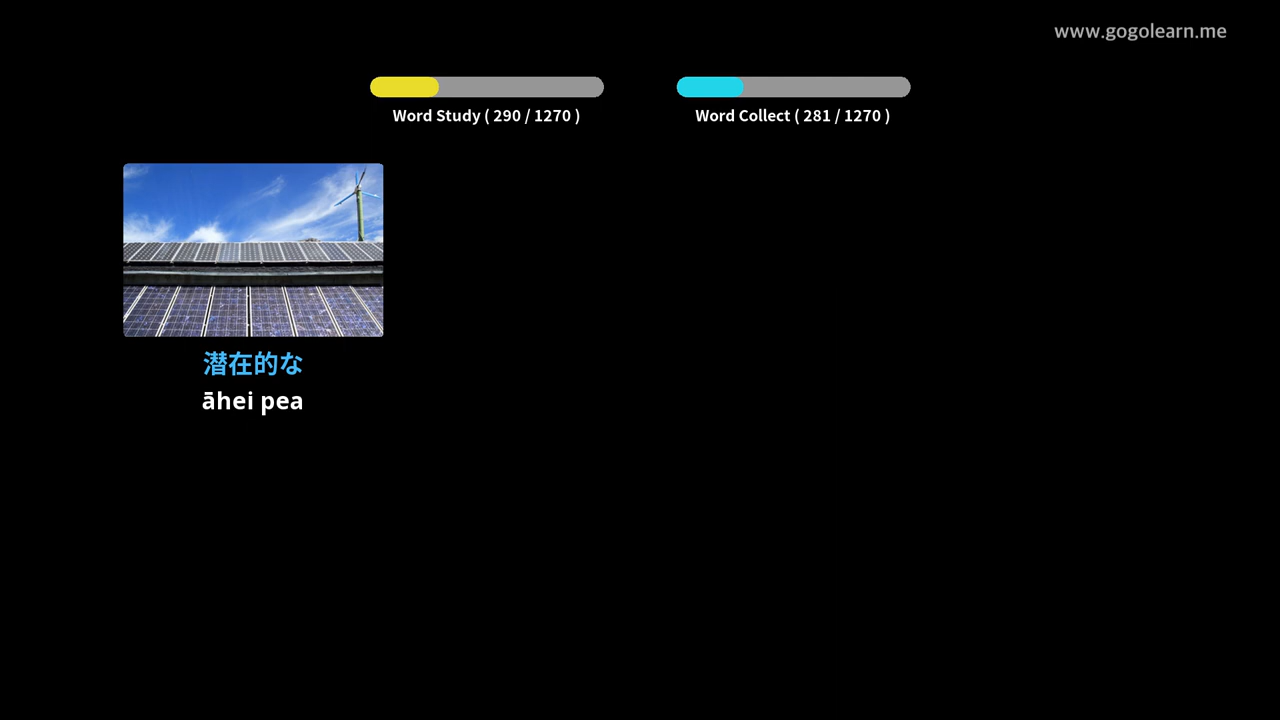 www.gogolearn.me
Word Study ( 290 / 1270 )
Word Collect ( 281 / 1270 )
潜在的な
āhei pea